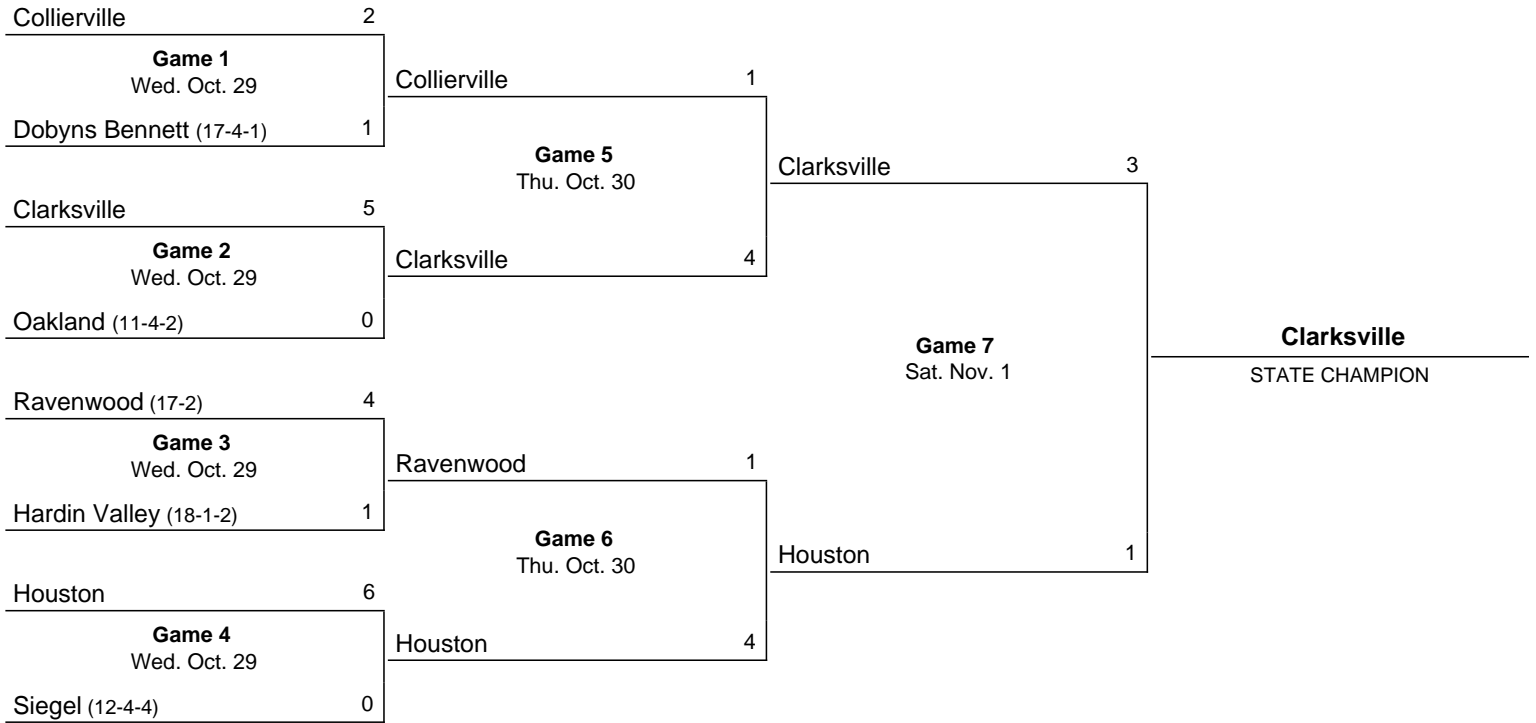 Collierville 2
Game 1
Wed. Oct. 29
Dobyns Bennett (17-4-1) 1
Clarksville 5
Game 2
Wed. Oct. 29
Oakland (11-4-2) 0
Ravenwood (17-2) 4
Game 3
Wed. Oct. 29
Hardin Valley (18-1-2) 1
Houston 6
Game 4
Wed. Oct. 29
Siegel (12-4-4) 0
Collierville 1
Game 5
Thu. Oct. 30
Clarksville 4
Ravenwood 1
Game 6
Thu. Oct. 30
Houston 4
Clarksville 3
Game 7
Sat. Nov. 1
Houston 1
Clarksville
STATE CHAMPION